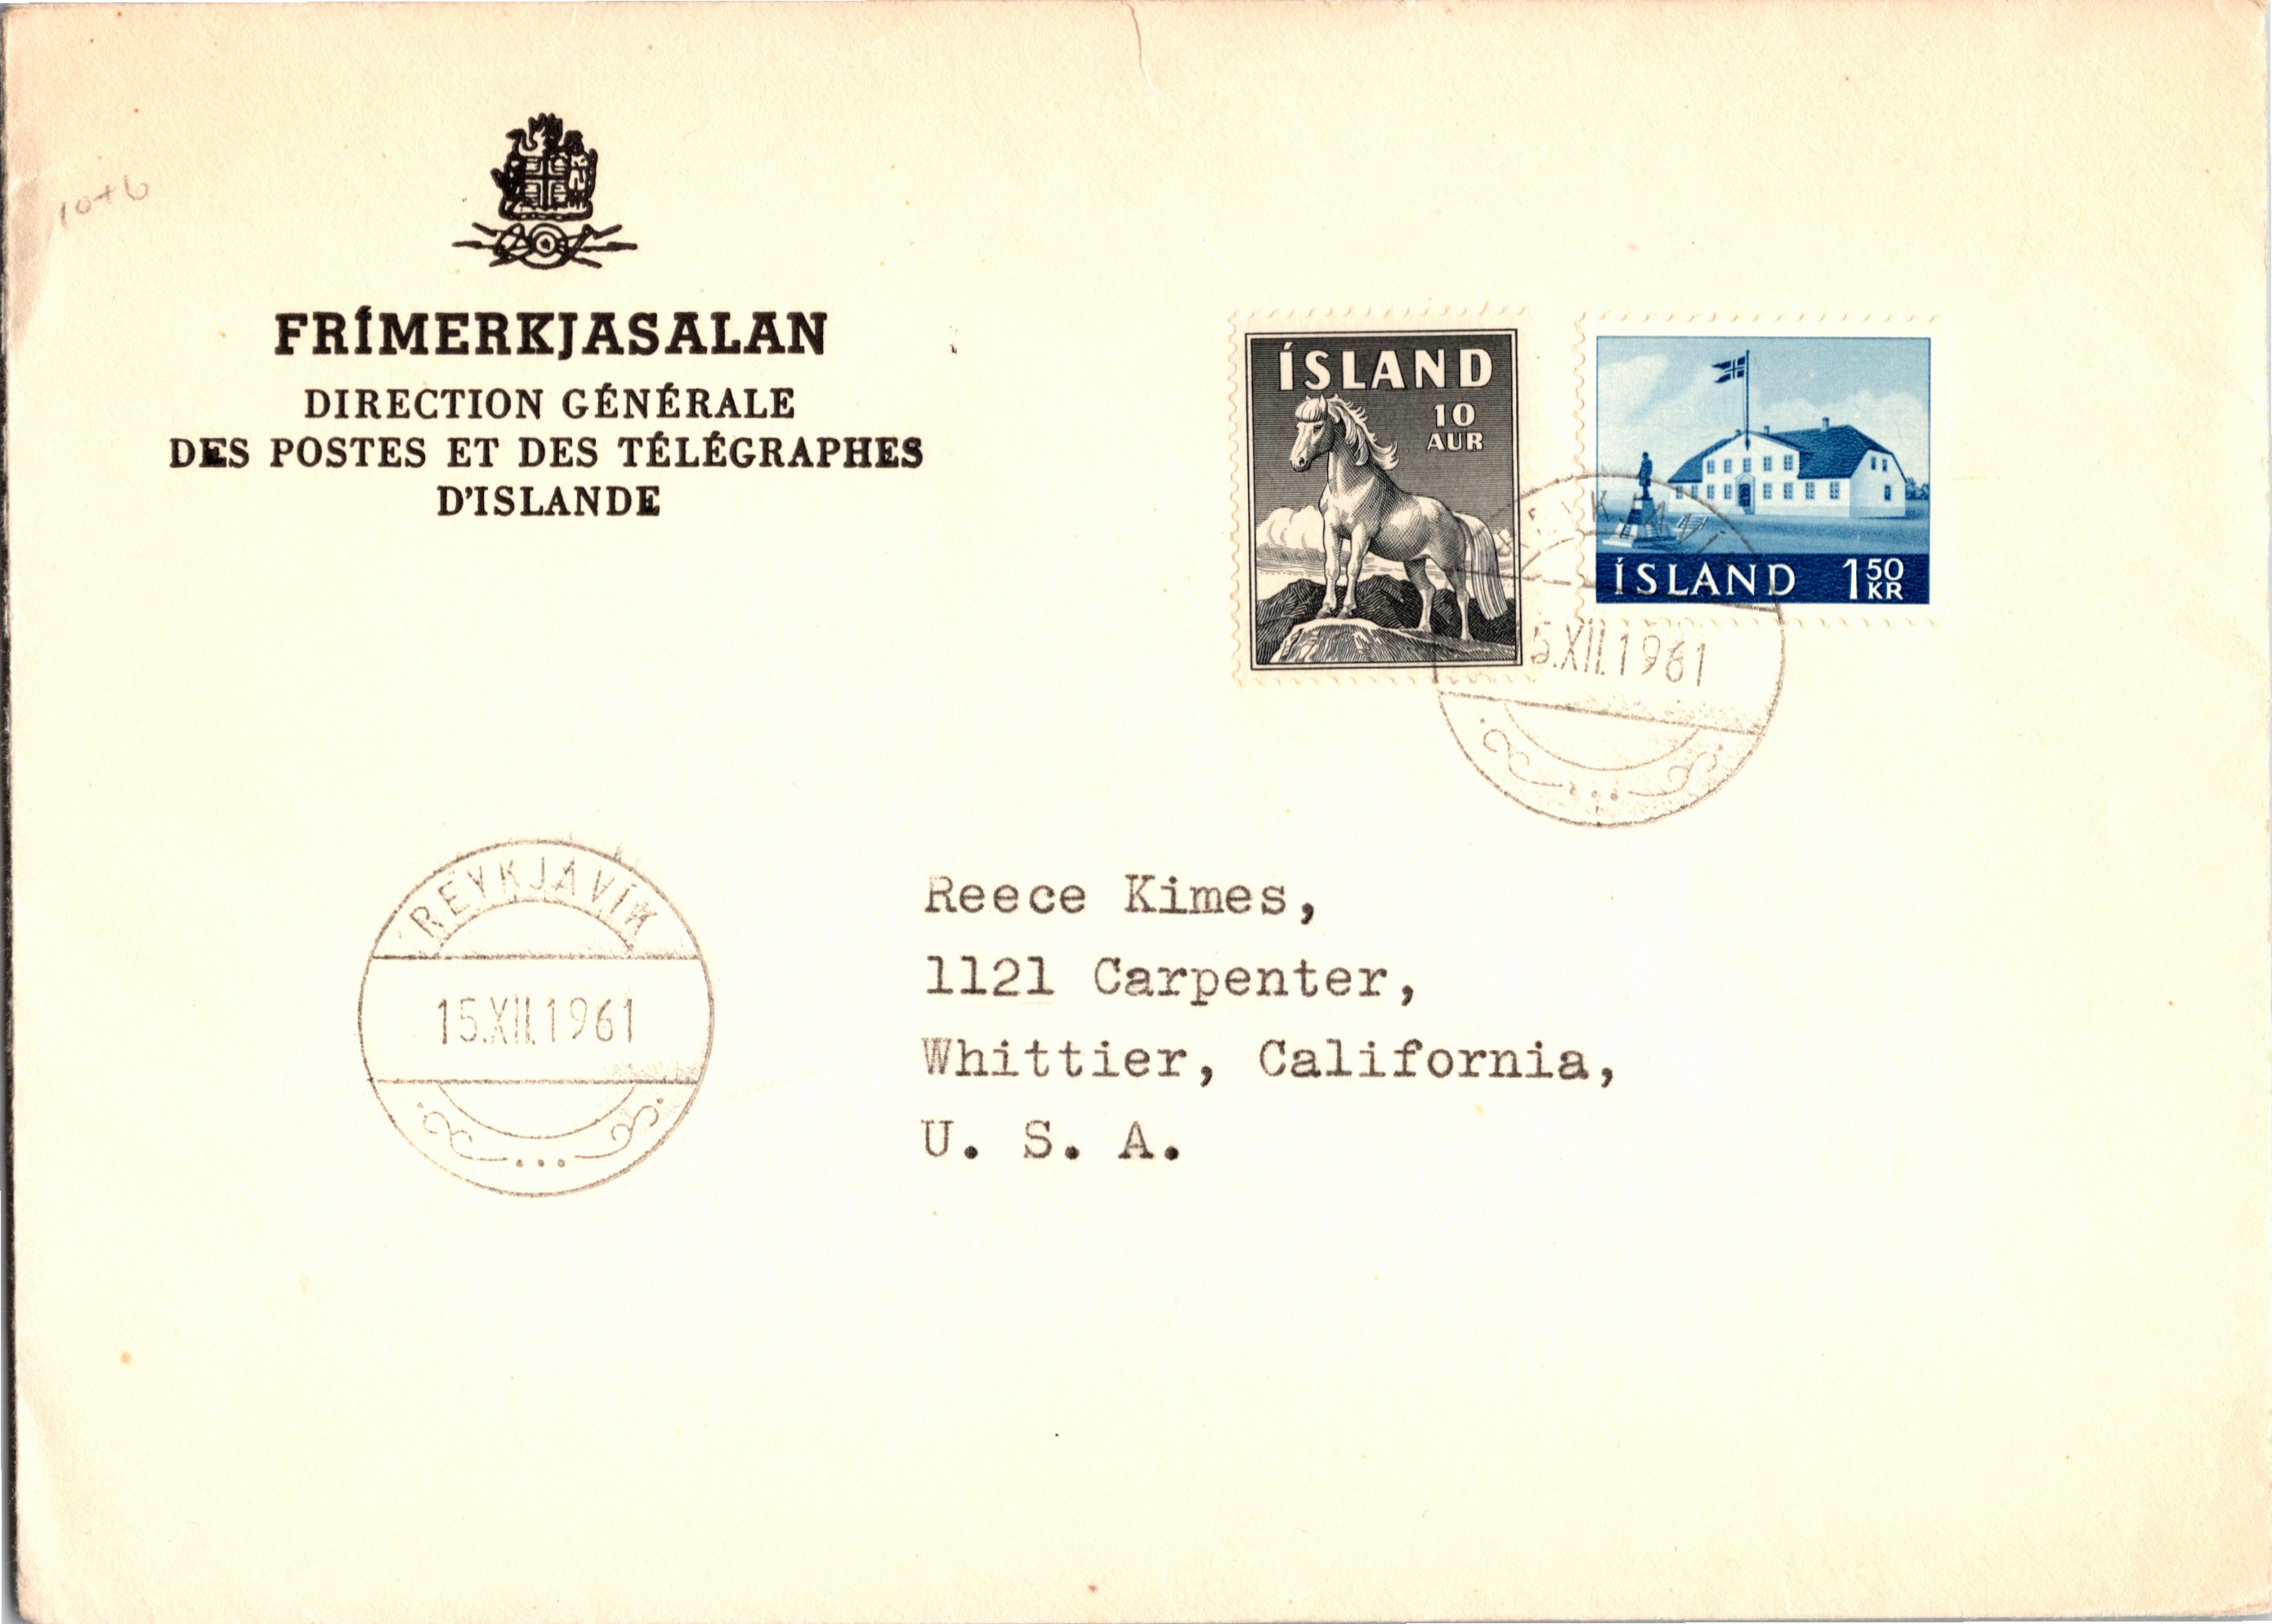 FRÍMERKJASALAN
DIRECTION GÉNÉRALE
DES POSTES ET DES TÉLÉGRAPHES
D'ISLANDE
ÍSLAND
10
AUR
ÍSLAND 1 50 KR
5.XII.1961
REYKJAVÍK
15.XII.1961
Reece Kimes,
1121 Carpenter,
Whittier, California,
U. S. A.